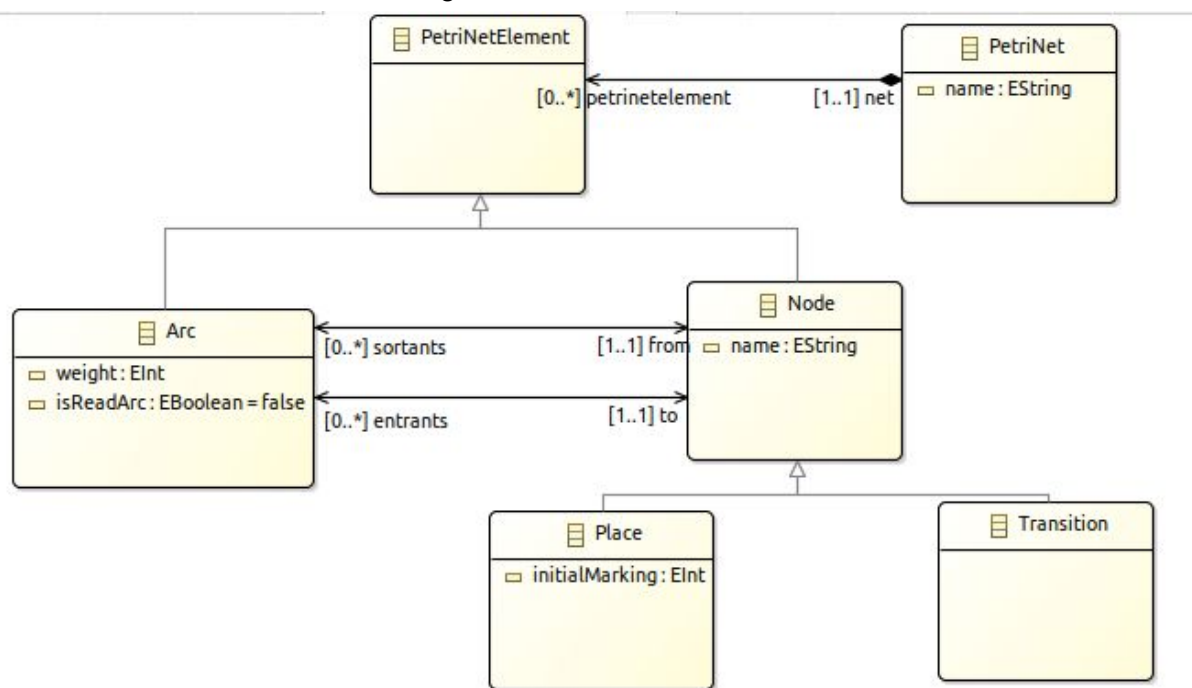 PetriNetElement
PetriNet
name : EString
[0..*] petrinetelement
[1..1] net
Arc
weight : EInt
isReadArc : EBoolean = false
[0..*] sortants
[1..1] from
[0..*] entrants
[1..1] to
Node
name : EString
Place
initialMarking : EInt
Transition